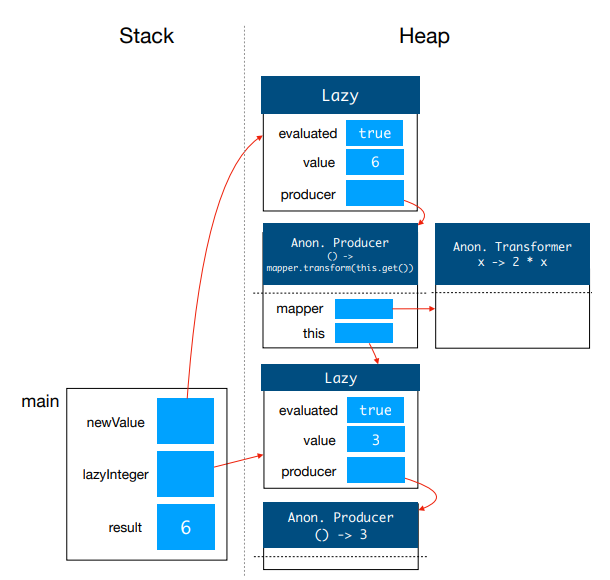 Stack
Heap
Lazy
evaluated true
value 6
producer
Anon. Producer
() ->
mapper.transform(this.get())
mapper
this
Anon. Transformer
x -> 2 * x
Lazy
evaluated true
value 3
producer
Anon. Producer
() -> 3
main
newValue
lazyInteger
result 6